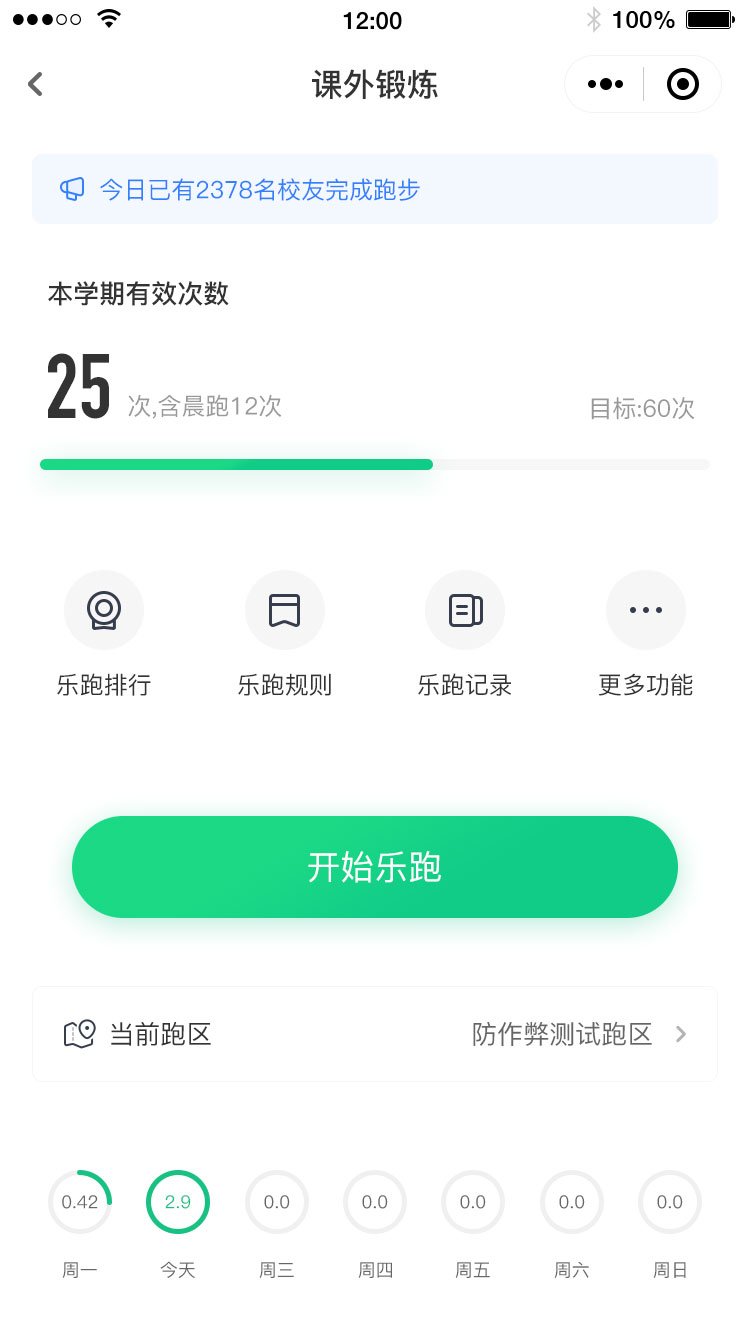 12:00
100%
课外锻炼
今日已有2378名校友完成跑步
本学期有效次数
25 次,含晨跑12次 目标:60次
乐跑排行 乐跑规则 乐跑记录 更多功能
开始乐跑
当前跑区 防作弊测试跑区
0.42 2.9 0.0 0.0 0.0 0.0 0.0
周一 今天 周三 周四 周五 周六 周日